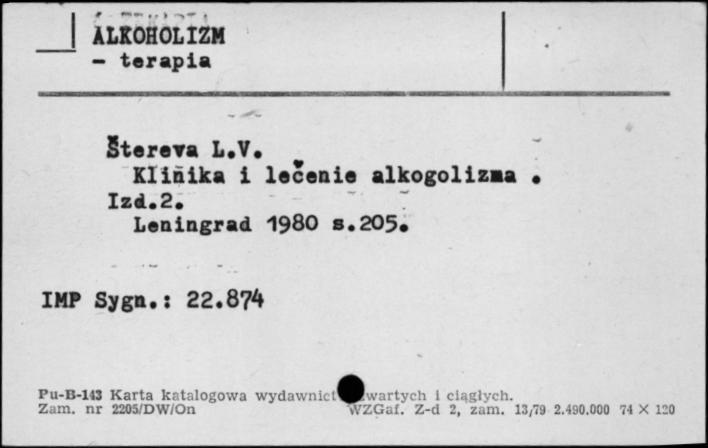 ALKOHOLIZM
- terapia
Štereva L.V.
Klinika i lečenie alkogolizma .
Izd.2.
Leningrad 1980 s.205.
IMP Sygn.: 22.874
Pu-B-143 Karta katalogowa wydawnict wartych i ciągłych.
Zam. nr 2205/DW/On WZGaf. Z-d 2, zam. 13/79 2.490.000 74 X 120